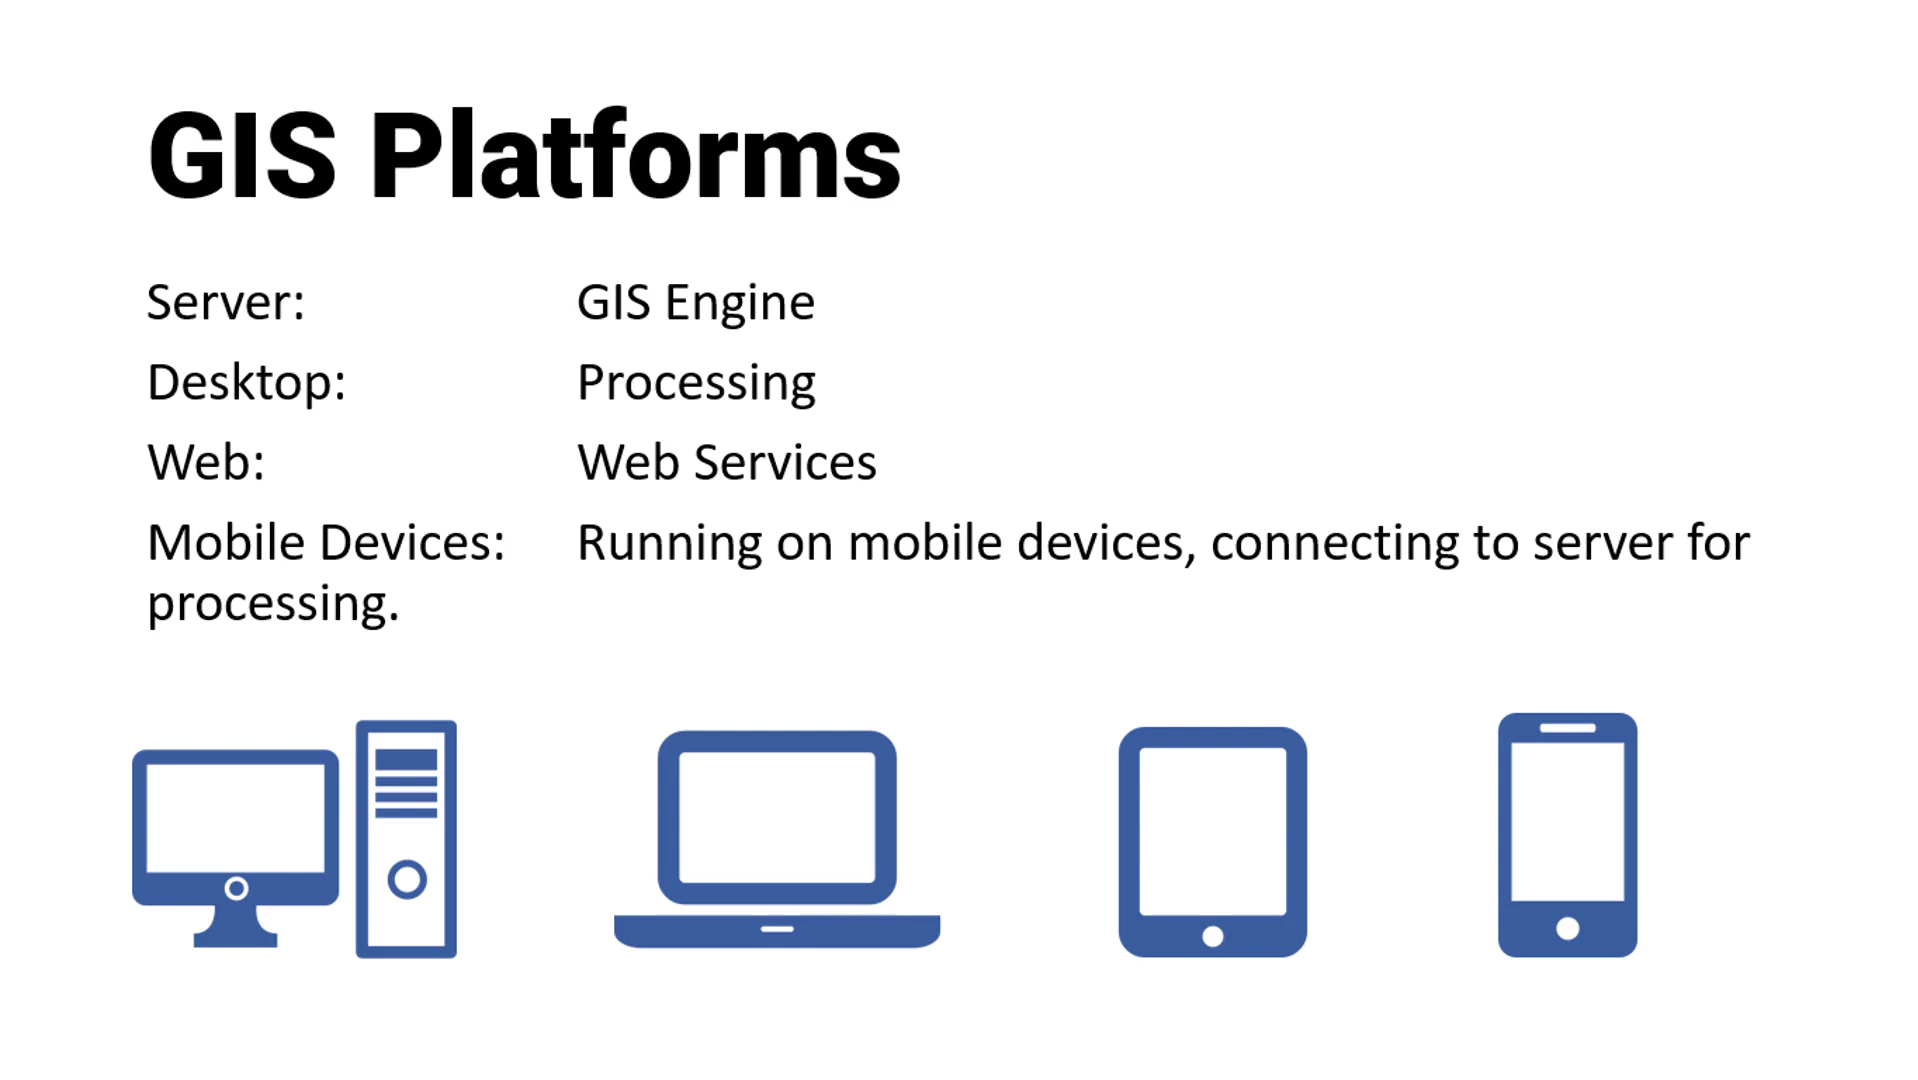 GIS Platforms
Server: GIS Engine
Desktop: Processing
Web: Web Services
Mobile Devices: Running on mobile devices, connecting to server for
processing.